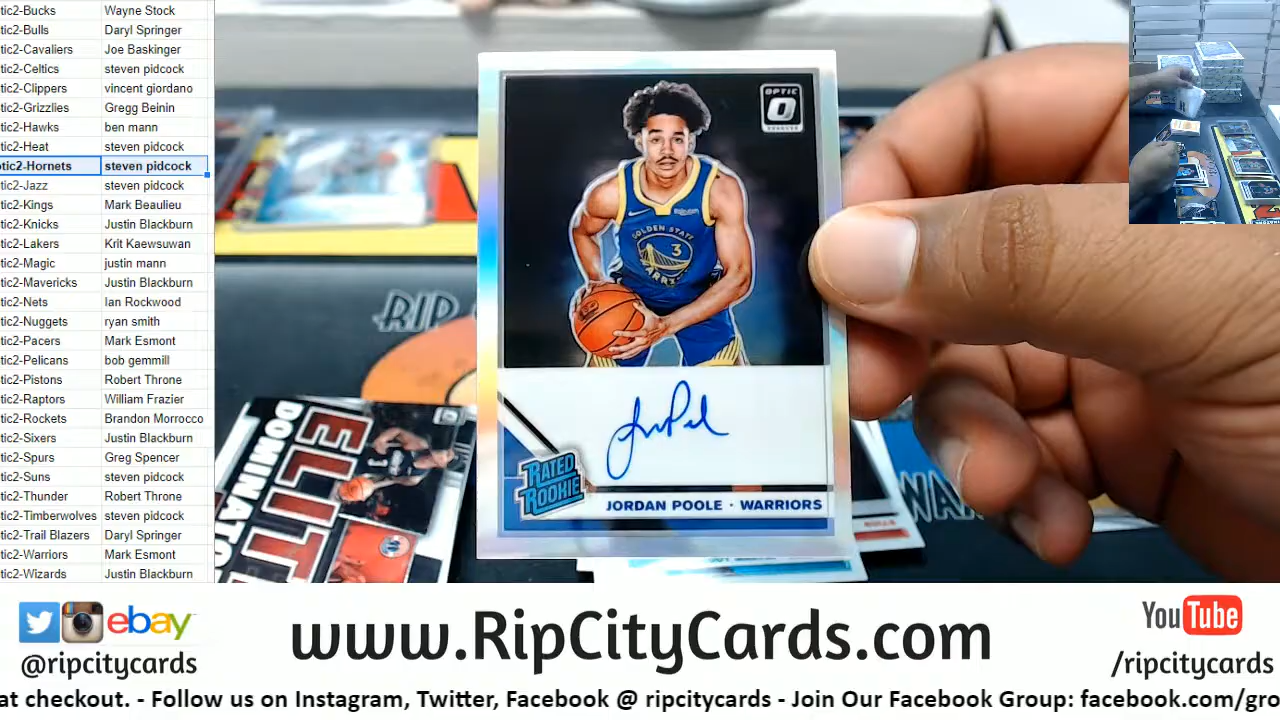 tic2-Bucks Wayne Stock
tic2-Bulls Daryl Springer
tic2-Cavaliers Joe Baskinger
tic2-Celtics steven pidcock
tic2-Clippers vincent giordano
tic2-Grizzlies Gregg Beinin
tic2-Hawks ben mann
tic2-Heat steven pidcock
otic2-Hornets steven pidcock
tic2-Jazz steven pidcock
tic2-Kings Mark Beaulieu
tic2-Knicks Justin Blackburn
tic2-Lakers Krit Kaewsuwan
tic2-Magic justin mann
tic2-Mavericks Justin Blackburn
tic2-Nets Ian Rockwood
tic2-Nuggets ryan smith
tic2-Pacers Mark Esmont
tic2-Pelicans bob gemmill
tic2-Pistons Robert Throne
tic2-Raptors William Frazier
tic2-Rockets Brandon Morrocco
tic2-Sixers Justin Blackburn
tic2-Spurs Greg Spencer
tic2-Suns steven pidcock
tic2-Thunder Robert Throne
tic2-Timberwolves steven pidcock
tic2-Trail Blazers Daryl Springer
tic2-Warriors Mark Esmont
tic2-Wizards Justin Blackburn
OPTIC
GOLDEN STATE
3
RATED
ROOKIE
JORDAN POOLE · WARRIORS
RIP
ELITE
DOMINATO
BULLS
ebay
@ripcitycards
www.RipCityCards.com
YouTube
/ripcitycards
at checkout. - Follow us on Instagram, Twitter, Facebook @ ripcitycards - Join Our Facebook Group: facebook.com/gro